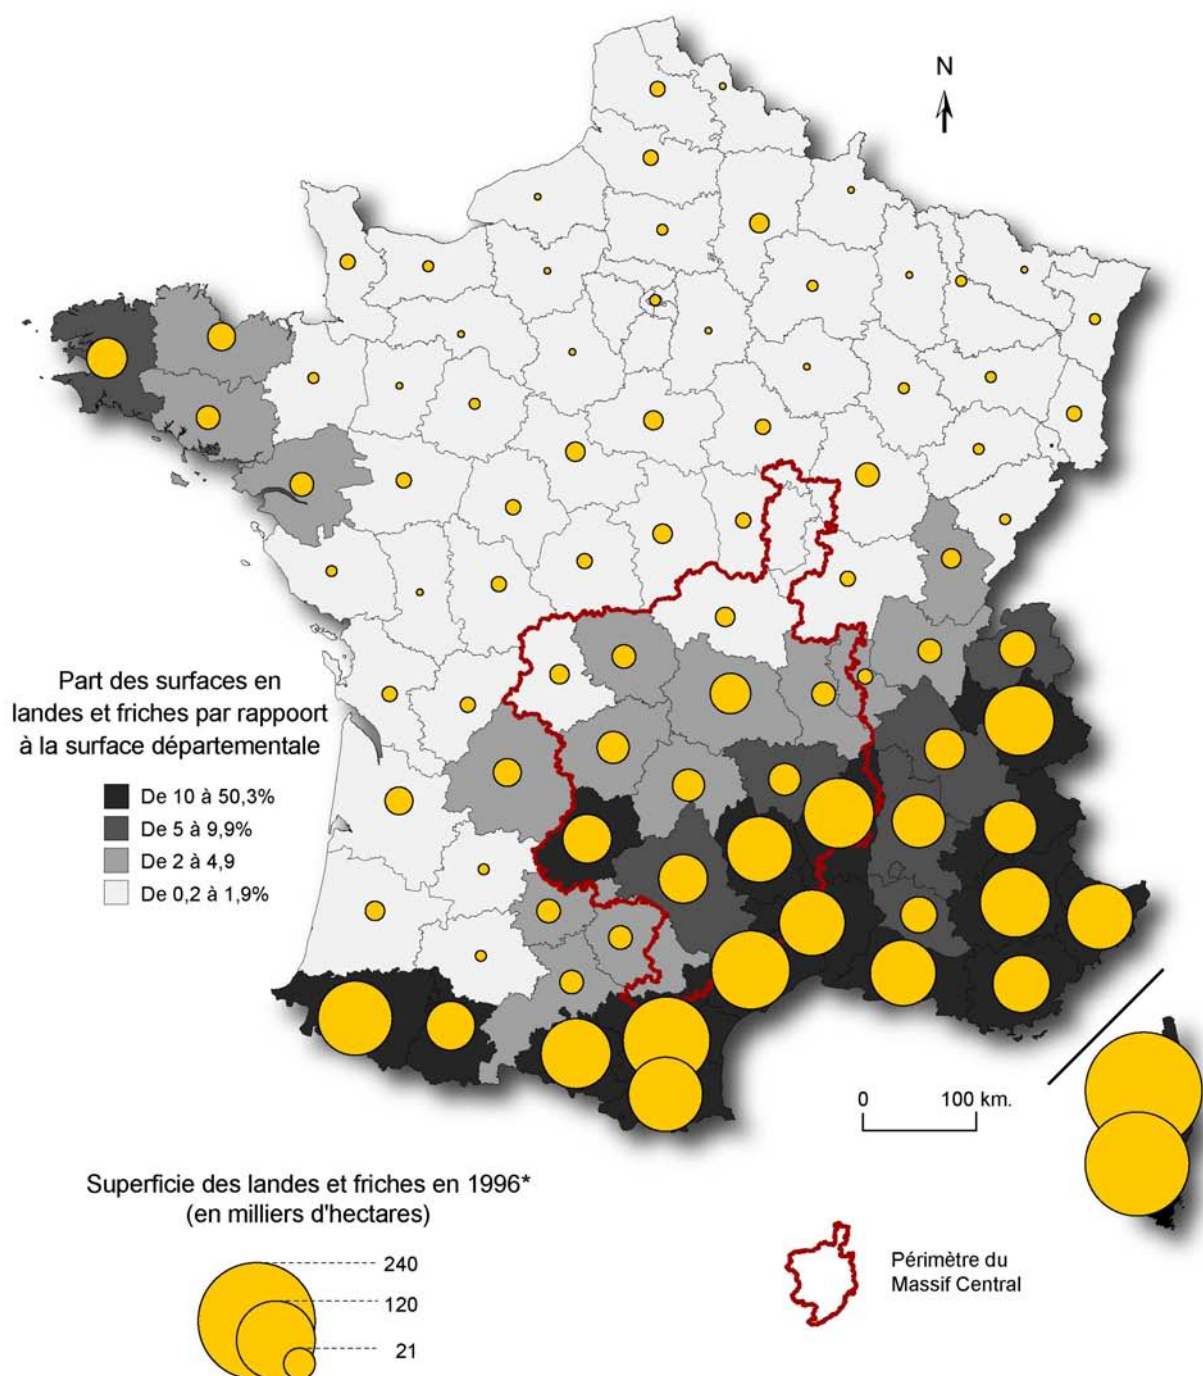 N
Part des surfaces en
landes et friches par rappoort
à la surface départementale
De 10 à 50,3%
De 5 à 9,9%
De 2 à 4,9
De 0,2 à 1,9%
0 100 km.
Superficie des landes et friches en 1996*
(en milliers d'hectares)
240
120
21
Périmètre du
Massif Central